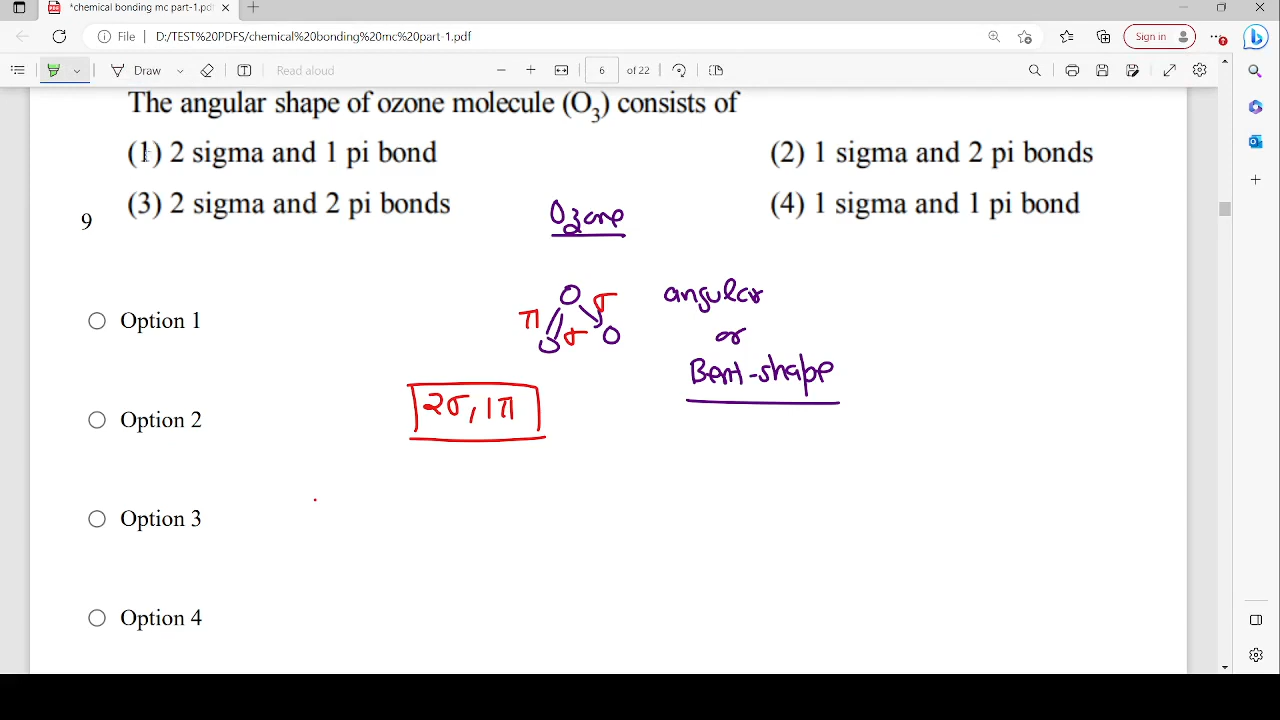 *chemical bonding mc part-1.pdf
File D:/TEST%20PDFS/chemical%20bonding%20mc%20part-1.pdf
Sign in
Draw Read aloud 6 of 22
The angular shape of ozone molecule (O₃) consists of
(1) 2 sigma and 1 pi bond (2) 1 sigma and 2 pi bonds
(3) 2 sigma and 2 pi bonds (4) 1 sigma and 1 pi bond
9
Ozone
O
π σ σ
O O
angular
or
Bent-shape
2σ, 1π
Option 1
Option 2
Option 3
Option 4